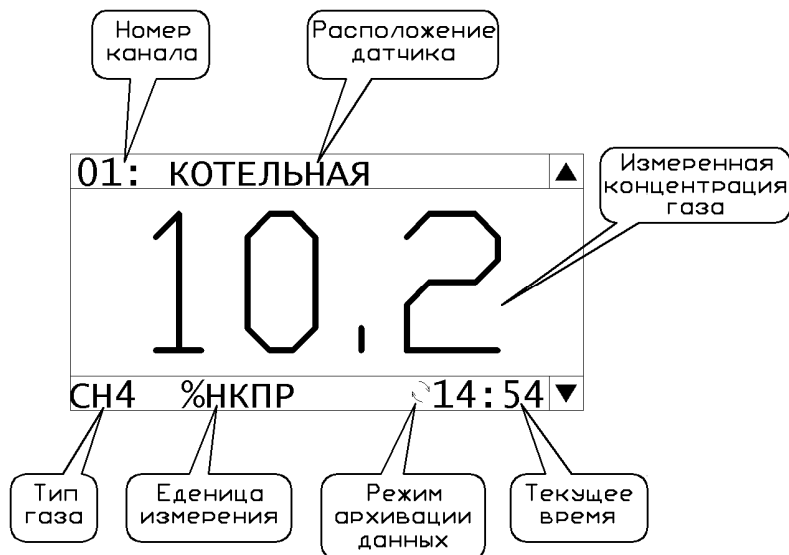 Номер
канала
Расположение
датчика
01: КОТЕЛЬНАЯ
Измеренная
концентрация
газа
10,2
CH4 %НКПР 14:54
Тип
газа
Еденица
измерения
Режим
архивации
данных
Текущее
время